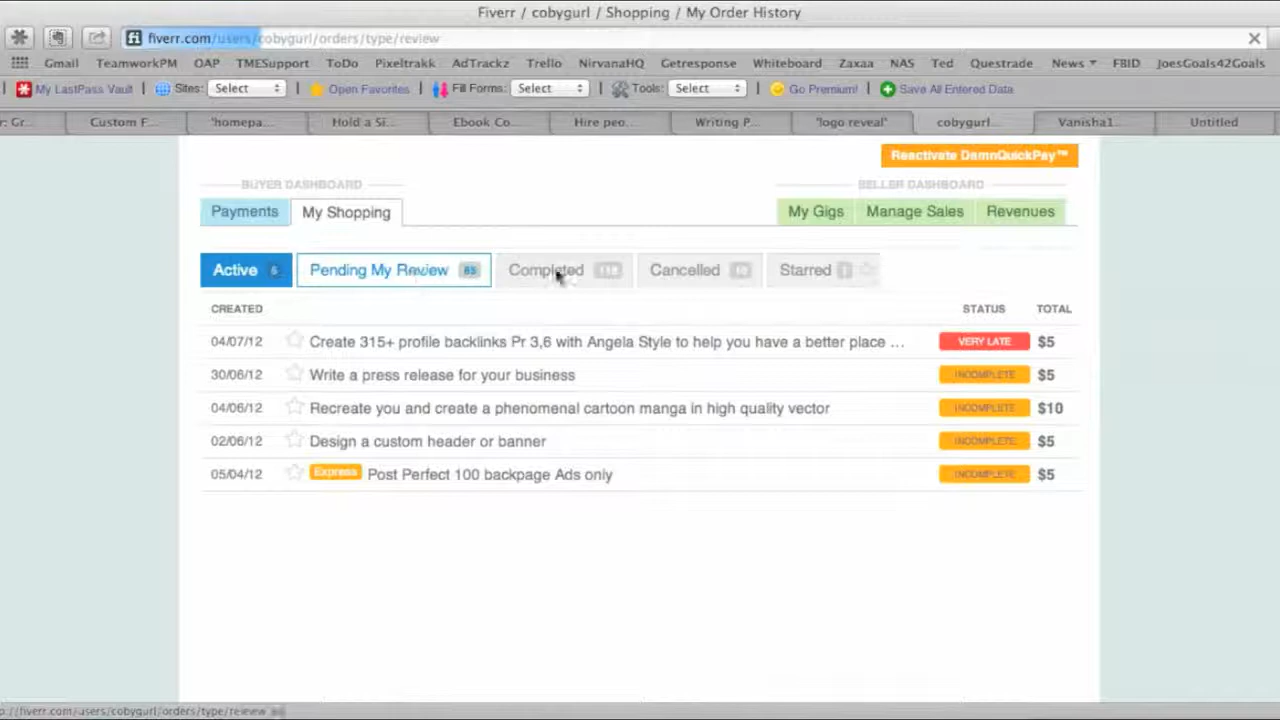 Fiverr / cobygurl / Shopping / My Order History
fiverr.com/users/cobygurl/orders/type/review
Gmail TeamworkPM OAP TMESupport ToDo Pixeltrakk AdTrackz Trello NirvanaHQ Getresponse Whiteboard Zaxaa NAS Ted Questrade News FBID JoesGoals42Goals
My LastPass Vault Sites: Select Open Favorites Fill Forms: Select Tools: Select Go Premium! Save All Entered Data
r: Gr... Custom F... 'homepa... Hold a Si... Ebook Co... Hire peo... Writing P... 'logo reveal' cobygurl... Vanisha1... Untitled
Reactivate DamnQuickPay™
BUYER DASHBOARD SELLER DASHBOARD
Payments My Shopping My Gigs Manage Sales Revenues
Active Pending My Review Completed Cancelled Starred
CREATED STATUS TOTAL
04/07/12 Create 315+ profile backlinks Pr 3,6 with Angela Style to help you have a better place ... VERY LATE $5
30/06/12 Write a press release for your business INCOMPLETE $5
04/06/12 Recreate you and create a phenomenal cartoon manga in high quality vector INCOMPLETE $10
02/06/12 Design a custom header or banner INCOMPLETE $5
05/04/12 Express Post Perfect 100 backpage Ads only INCOMPLETE $5
p://fiverr.com/users/cobygurl/orders/type/review